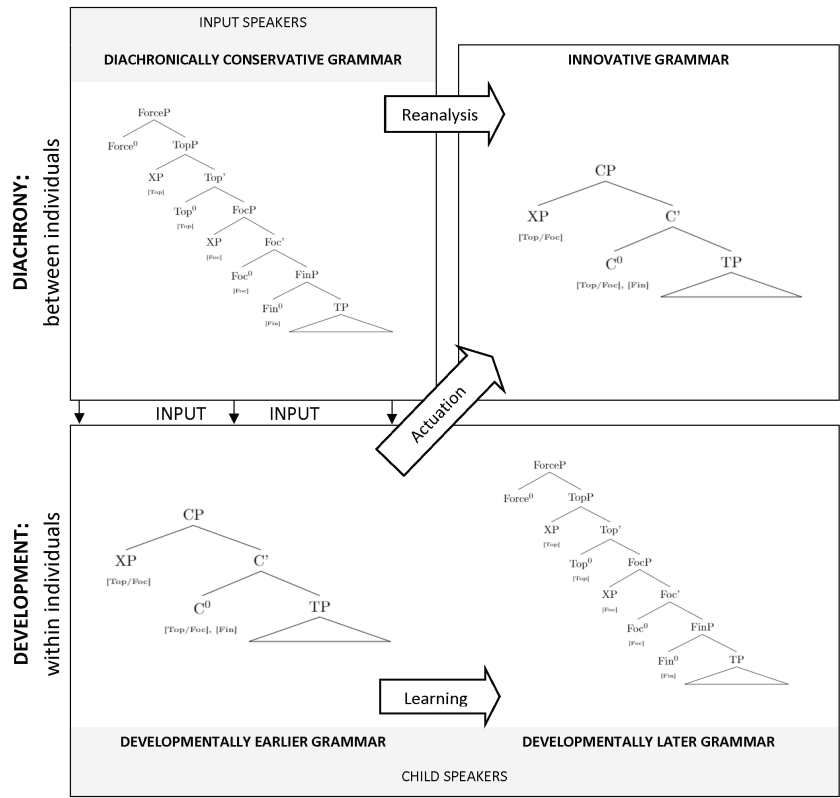 INPUT SPEAKERS
DIACHRONICALLY CONSERVATIVE GRAMMAR
INNOVATIVE GRAMMAR
Reanalysis
DIACHRONY:
between individuals
ForceP
Force⁰ TopP
XP Top'
[Top]
Top⁰ FocP
[Top]
XP Foc'
[Foc]
Foc⁰ FinP
[Foc]
Fin⁰ TP
[Fin]
CP
XP C'
[Top/Foc]
C⁰ TP
[Top/Foc], [Fin]
INPUT INPUT
Actuation
DEVELOPMENT:
within individuals
CP
XP C'
[Top/Foc]
C⁰ TP
[Top/Foc], [Fin]
ForceP
Force⁰ TopP
XP Top'
[Top]
Top⁰ FocP
[Top]
XP Foc'
[Foc]
Foc⁰ FinP
[Foc]
Fin⁰ TP
[Fin]
Learning
DEVELOPMENTALLY EARLIER GRAMMAR
DEVELOPMENTALLY LATER GRAMMAR
CHILD SPEAKERS